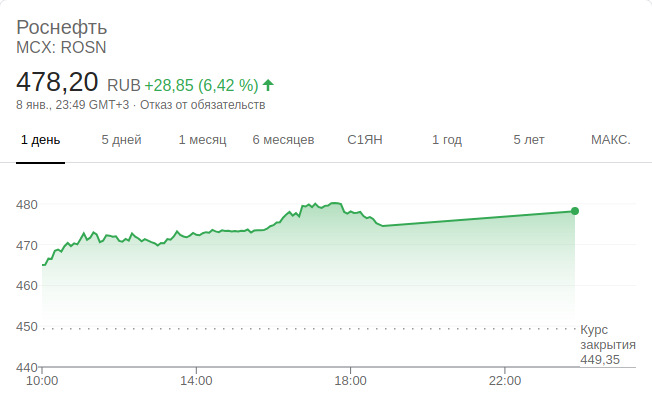 Роснефть
MCX: ROSN
478,20 RUB +28,85 (6,42 %)
8 янв., 23:49 GMT+3 · Отказ от обязательств
1 день 5 дней 1 месяц 6 месяцев С1ЯН 1 год 5 лет МАКС.
480
470
460
450
Курс
закрытия
449,35
440
10:00 14:00 18:00 22:00